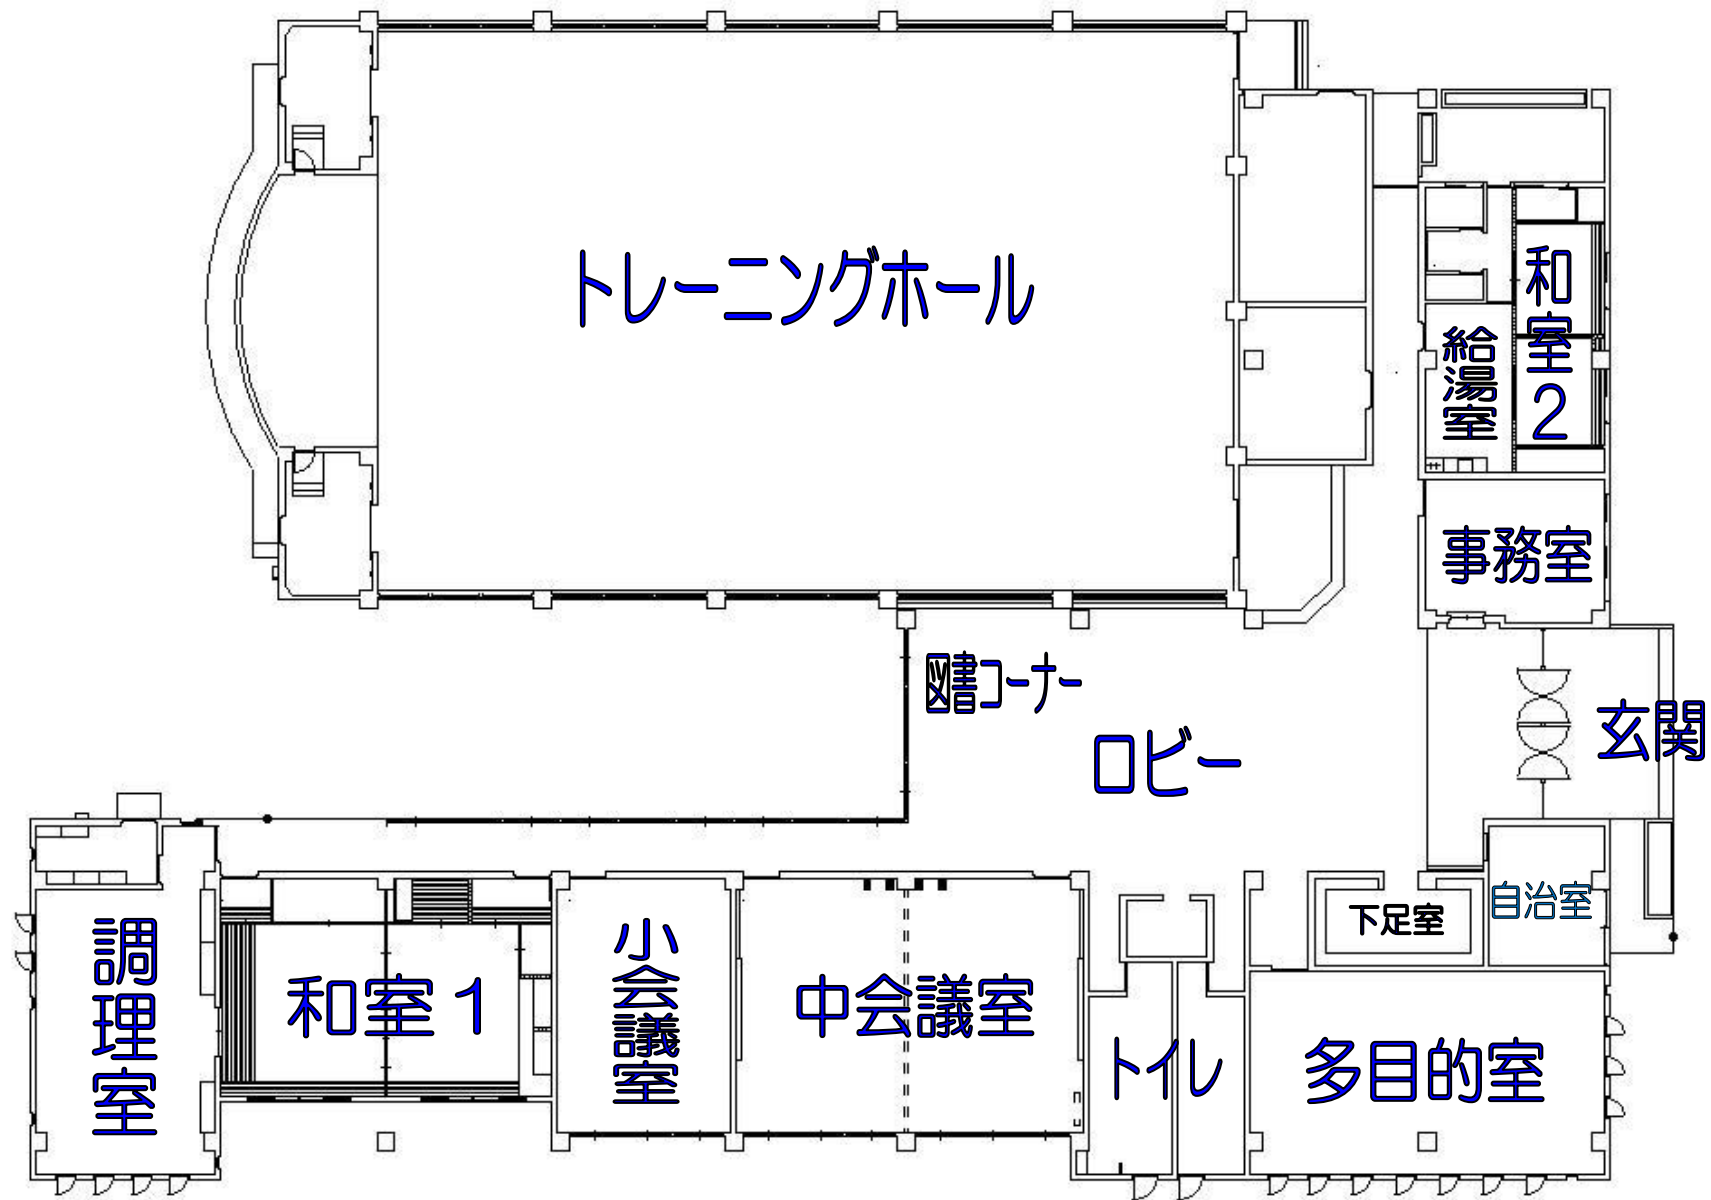 トレーニングホール
和室2
給湯室
事務室
図書コーナー
ロビー
玄関
調理室
和室1
小会議室
中会議室
トイレ
下足室
自治室
多目的室